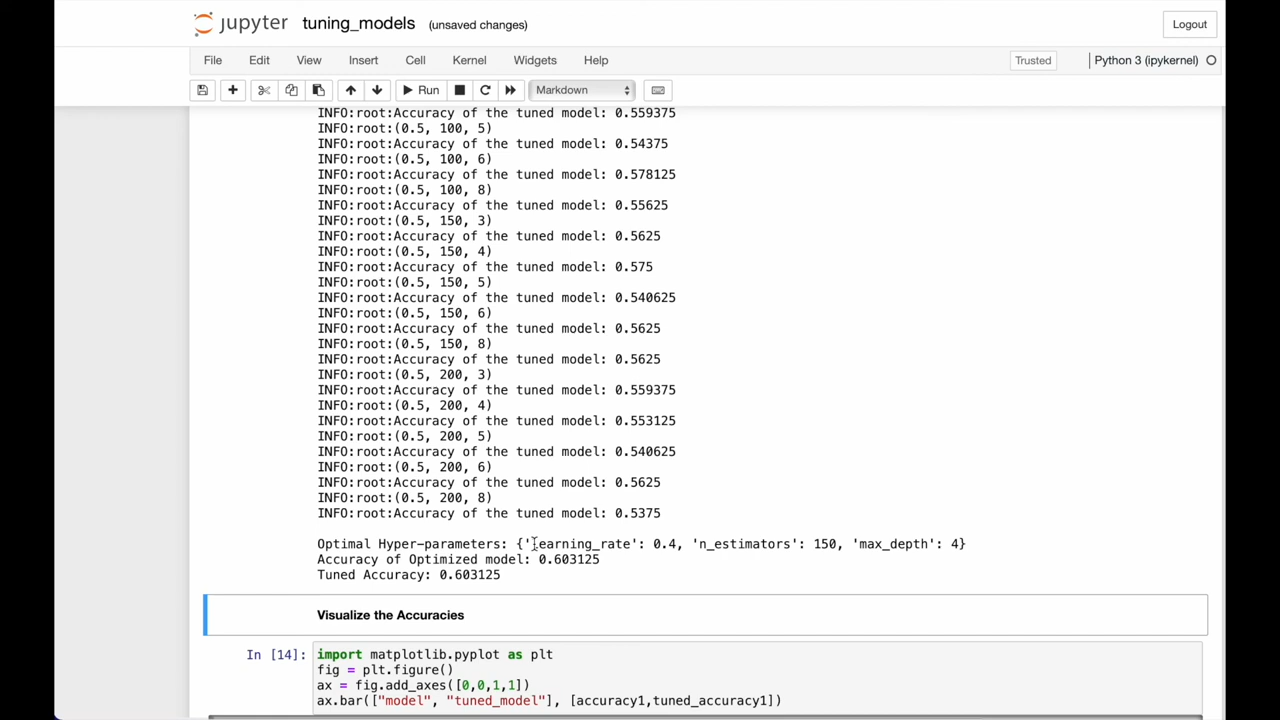 jupyter tuning_models (unsaved changes) Logout
File Edit View Insert Cell Kernel Widgets Help Trusted Python 3 (ipykernel)
Run Markdown
INFO:root:Accuracy of the tuned model: 0.559375
INFO:root:(0.5, 100, 5)
INFO:root:Accuracy of the tuned model: 0.54375
INFO:root:(0.5, 100, 6)
INFO:root:Accuracy of the tuned model: 0.578125
INFO:root:(0.5, 100, 8)
INFO:root:Accuracy of the tuned model: 0.55625
INFO:root:(0.5, 150, 3)
INFO:root:Accuracy of the tuned model: 0.5625
INFO:root:(0.5, 150, 4)
INFO:root:Accuracy of the tuned model: 0.575
INFO:root:(0.5, 150, 5)
INFO:root:Accuracy of the tuned model: 0.540625
INFO:root:(0.5, 150, 6)
INFO:root:Accuracy of the tuned model: 0.5625
INFO:root:(0.5, 150, 8)
INFO:root:Accuracy of the tuned model: 0.5625
INFO:root:(0.5, 200, 3)
INFO:root:Accuracy of the tuned model: 0.559375
INFO:root:(0.5, 200, 4)
INFO:root:Accuracy of the tuned model: 0.553125
INFO:root:(0.5, 200, 5)
INFO:root:Accuracy of the tuned model: 0.540625
INFO:root:(0.5, 200, 6)
INFO:root:Accuracy of the tuned model: 0.5625
INFO:root:(0.5, 200, 8)
INFO:root:Accuracy of the tuned model: 0.5375
Optimal Hyper-parameters: {'learning_rate': 0.4, 'n_estimators': 150, 'max_depth': 4}
Accuracy of Optimized model: 0.603125
Tuned Accuracy: 0.603125
Visualize the Accuracies
In [14]: import matplotlib.pyplot as plt
fig = plt.figure()
ax = fig.add_axes([0,0,1,1])
ax.bar(["model", "tuned_model"], [accuracy1,tuned_accuracy1])